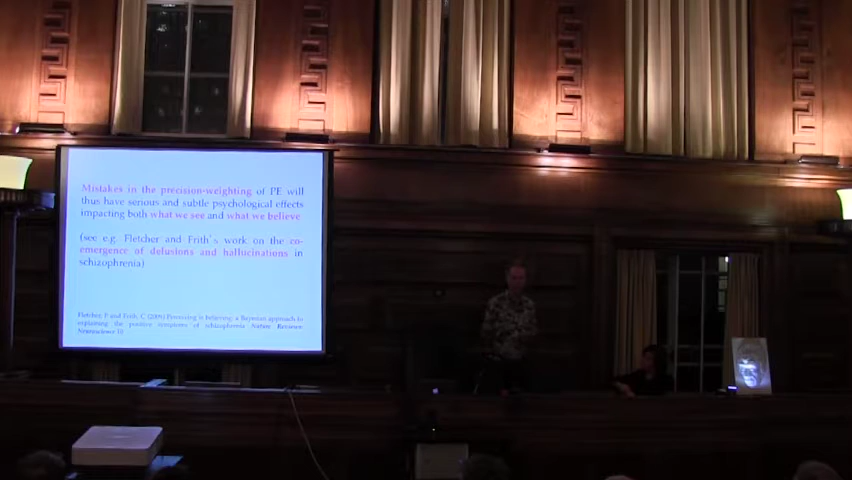 Mistakes in the precision-weighting of PE will
thus have serious and subtle psychological effects
impacting both what we see and what we believe
(see e.g. Fletcher and Frith's work on the co-
emergence of delusions and hallucinations in
schizophrenia)
Fletcher, P and Frith, C (2009) Perceiving is believing: a Bayesian approach to
explaining the positive symptoms of schizophrenia Nature Reviews:
Neuroscience 10